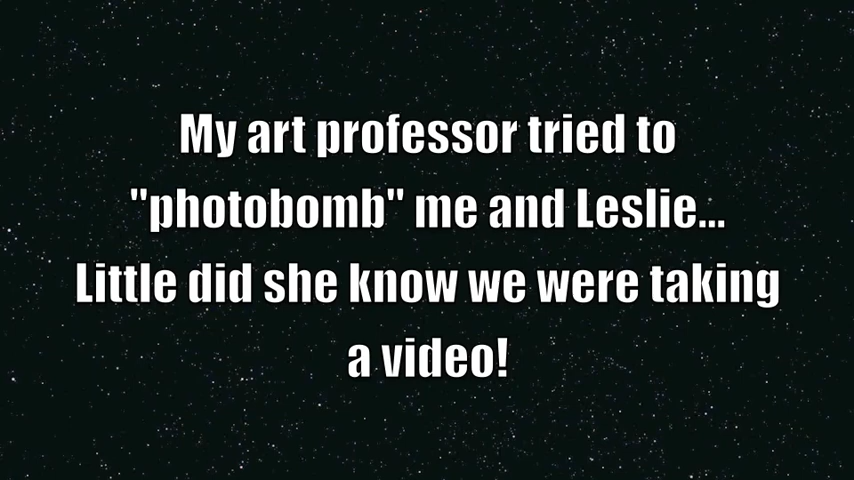 My art professor tried to
"photobomb" me and Leslie...
Little did she know we were taking
a video!